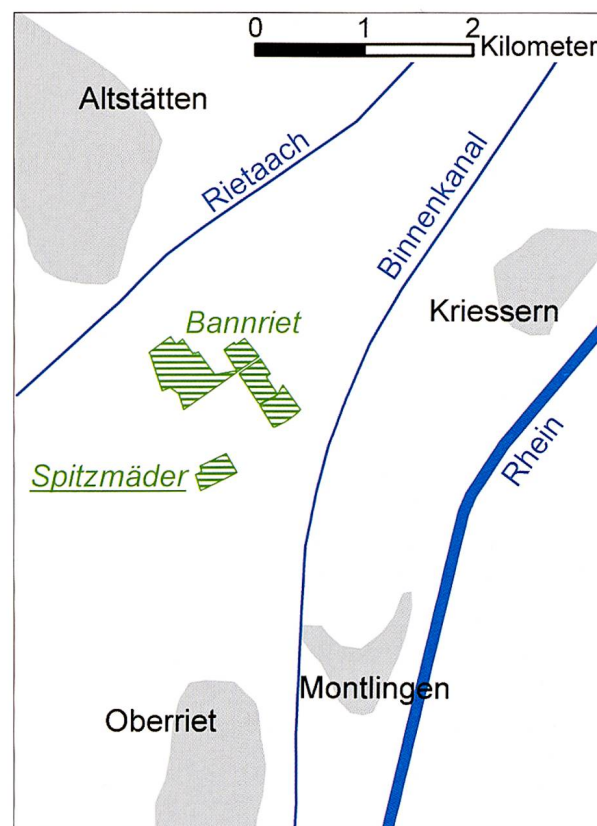 0 1 2
Kilometer
Altstätten
Rietaach
Binnenkanal
Kriessern
Bannriet
Rhein
Spitzmäder
Montlingen
Oberriet